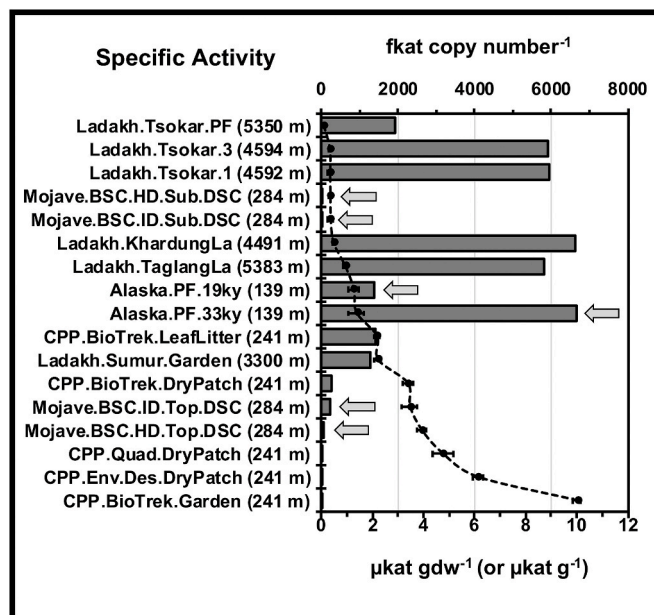 Specific Activity
fkat copy number⁻¹
0 2000 4000 6000 8000
Ladakh.Tsokar.PF (5350 m)
Ladakh.Tsokar.3 (4594 m)
Ladakh.Tsokar.1 (4592 m)
Mojave.BSC.HD.Sub.DSC (284 m)
Mojave.BSC.ID.Sub.DSC (284 m)
Ladakh.KhardungLa (4491 m)
Ladakh.TaglangLa (5383 m)
Alaska.PF.19ky (139 m)
Alaska.PF.33ky (139 m)
CPP.BioTrek.LeafLitter (241 m)
Ladakh.Sumur.Garden (3300 m)
CPP.BioTrek.DryPatch (241 m)
Mojave.BSC.ID.Top.DSC (284 m)
Mojave.BSC.HD.Top.DSC (284 m)
CPP.Quad.DryPatch (241 m)
CPP.Env.Des.DryPatch (241 m)
CPP.BioTrek.Garden (241 m)
0 2 4 6 8 10 12
µkat gdw⁻¹ (or µkat g⁻¹)